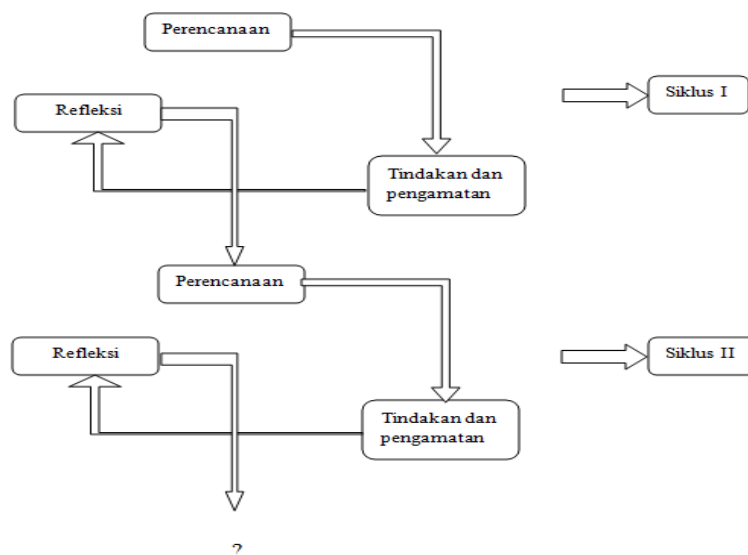 Perencanaan
Siklus I
Refleksi
Tindakan dan
pengamatan
Perencanaan
Siklus II
Refleksi
Tindakan dan
pengamatan
?